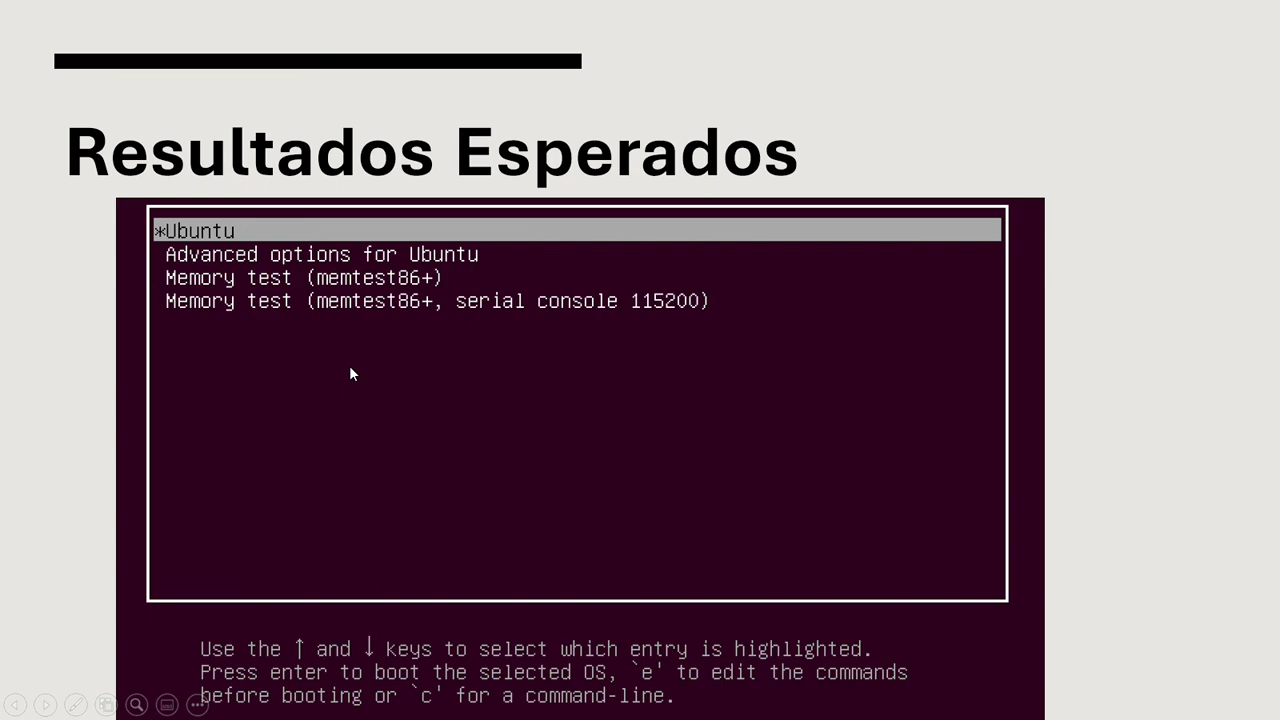 Resultados Esperados
*Ubuntu
Advanced options for Ubuntu
Memory test (memtest86+)
Memory test (memtest86+, serial console 115200)
Use the ↑ and ↓ keys to select which entry is highlighted.
Press enter to boot the selected OS, `e' to edit the commands
before booting or `c' for a command-line.